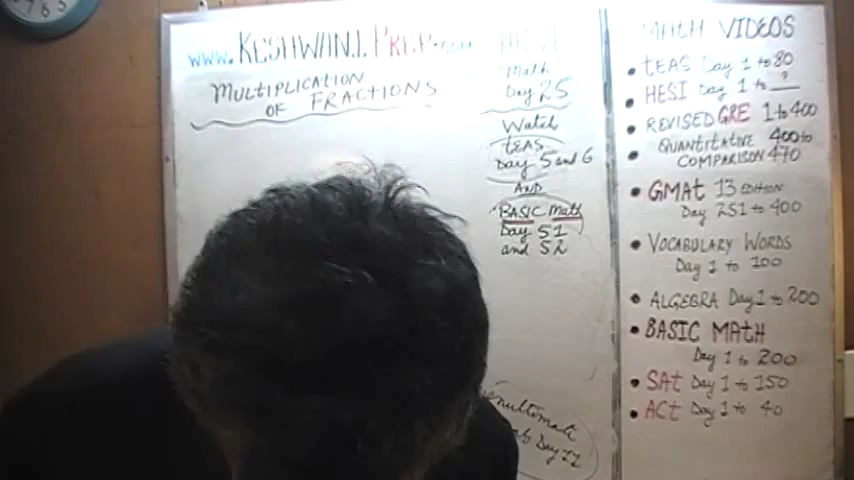 www.KESHWANI PREP.com
MULTIPLICATION
OF FRACTIONS
HESI
Math
Day 25
Watch
TEAS
Day 5 and 6
AND
BASIC Math
Day 51
and 52
Day 22
MATH VIDEOS
• TEAS Day 1 to 80
• HESI Day 1 to ?
• REVISED GRE 1 to 400
• QUANTITATIVE 400 to
COMPARISON 470
• GMAT 13 EDITION
Day 251 to 400
• VOCABULARY WORDS
Day 1 to 100
• ALGEBRA Day 1 to 200
• BASIC MATH
Day 1 to 200
• SAT Day 1 to 150
• ACT Day 1 to 40